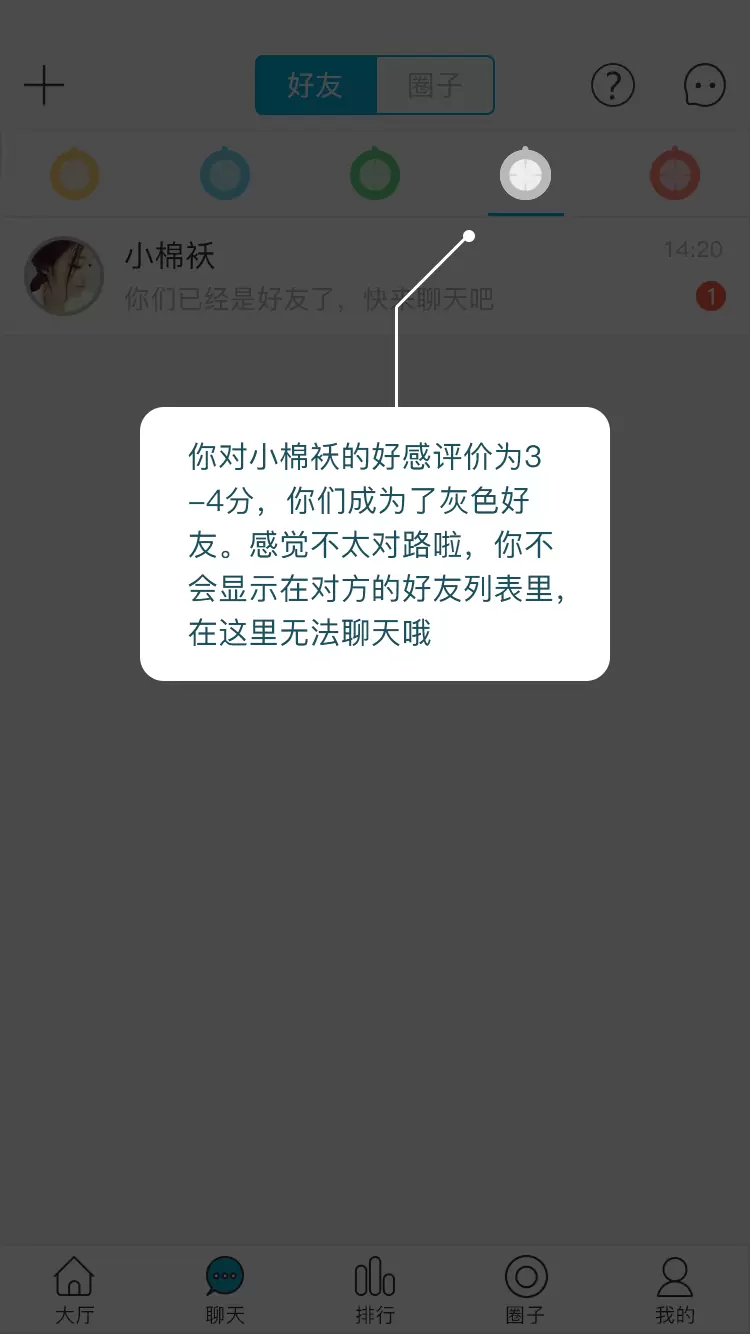 好友 圈子
小棉袄 14:20
你们已经是好友了，快来聊天吧 1
你对小棉袄的好感评价为3
-4分，你们成为了灰色好
友。感觉不太对路啦，你不
会显示在对方的好友列表里，
在这里无法聊天哦
大厅 聊天 排行 圈子 我的